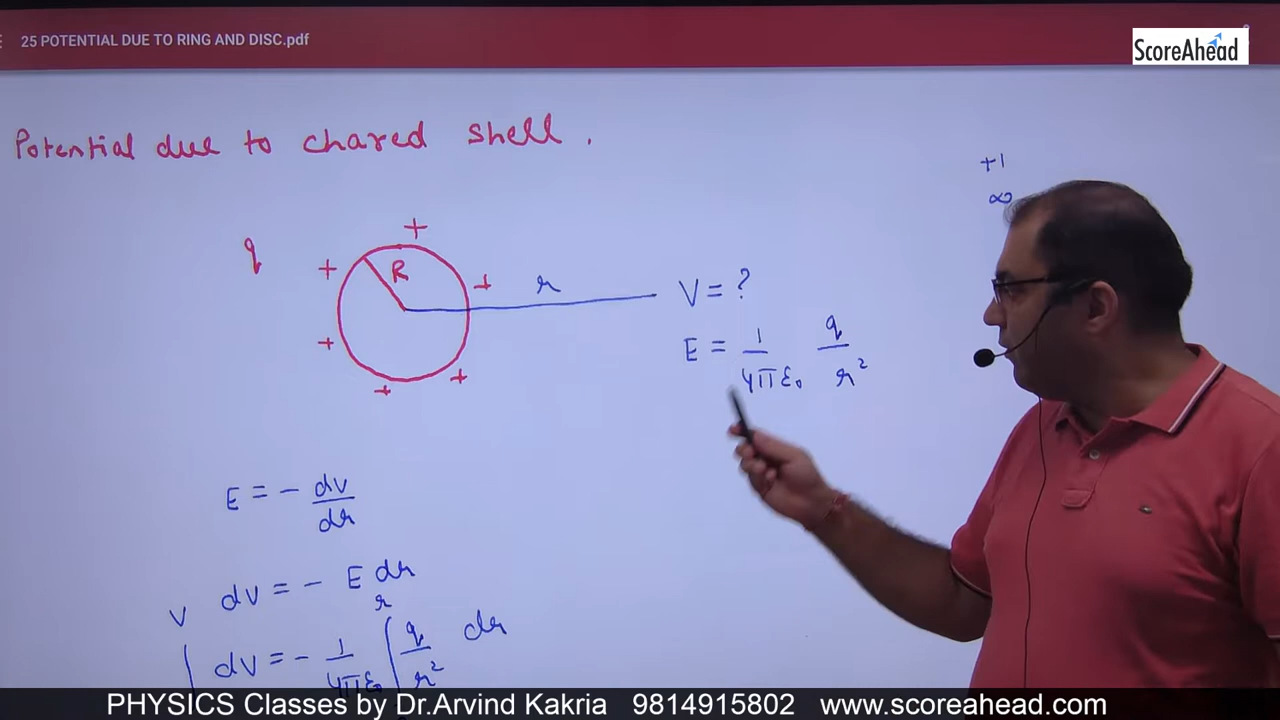 25 POTENTIAL DUE TO RING AND DISC.pdf
ScoreAhead
Potential due to chared shell.
+1
∞
q
+ + + + + +
R
r
V = ?
E = 1/4πε₀ q/r²
E = - dv/dr
dv = - E dr
v r
∫ dv = - 1/4πε₀ ∫ q/r² dr
PHYSICS Classes by Dr.Arvind Kakria 9814915802 www.scoreahead.com